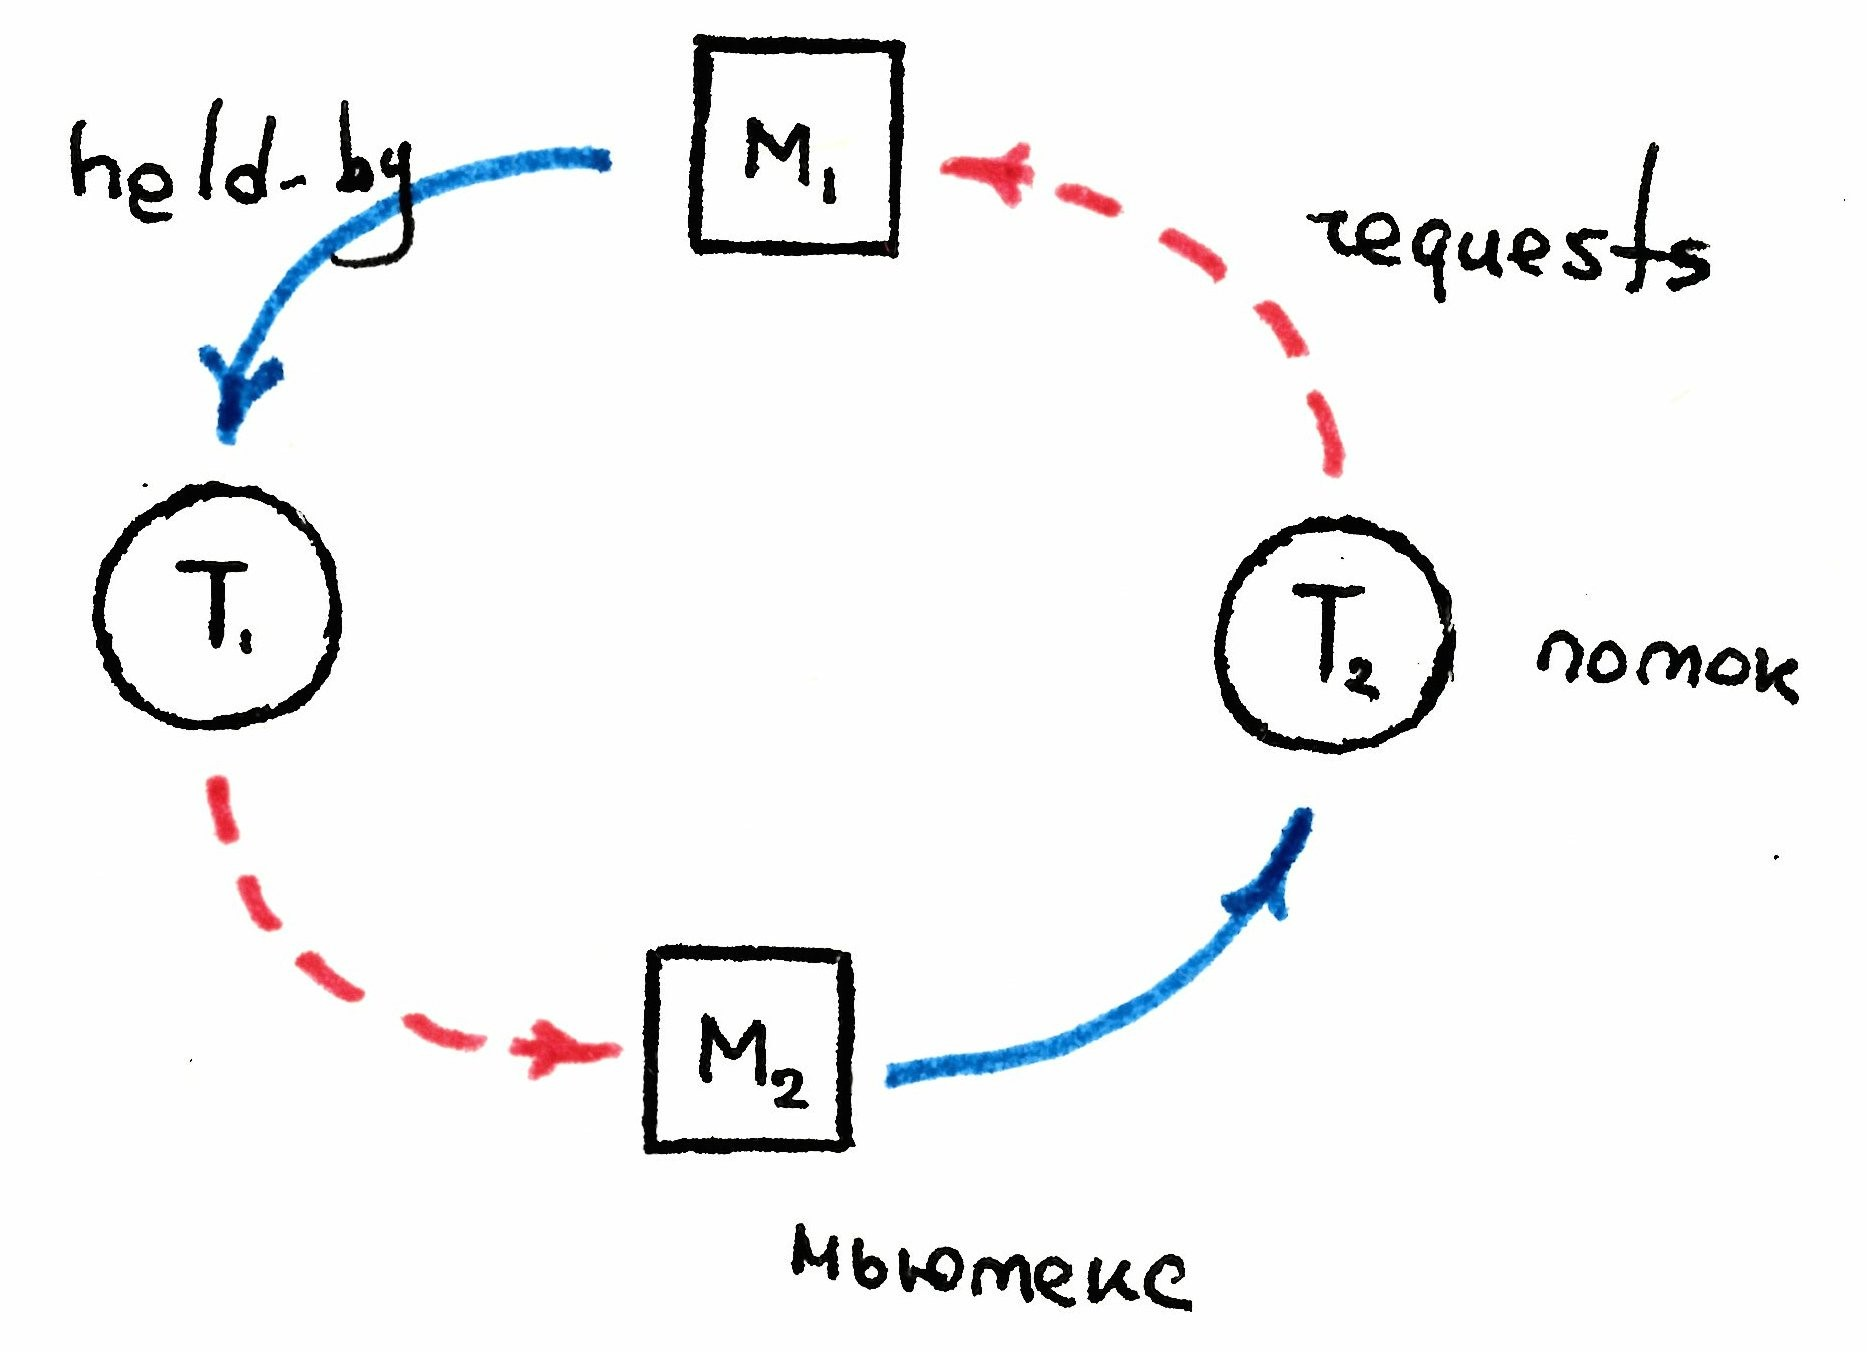 M₁
held-by
requests
T₁
T₂
поток
M₂
мьютекс